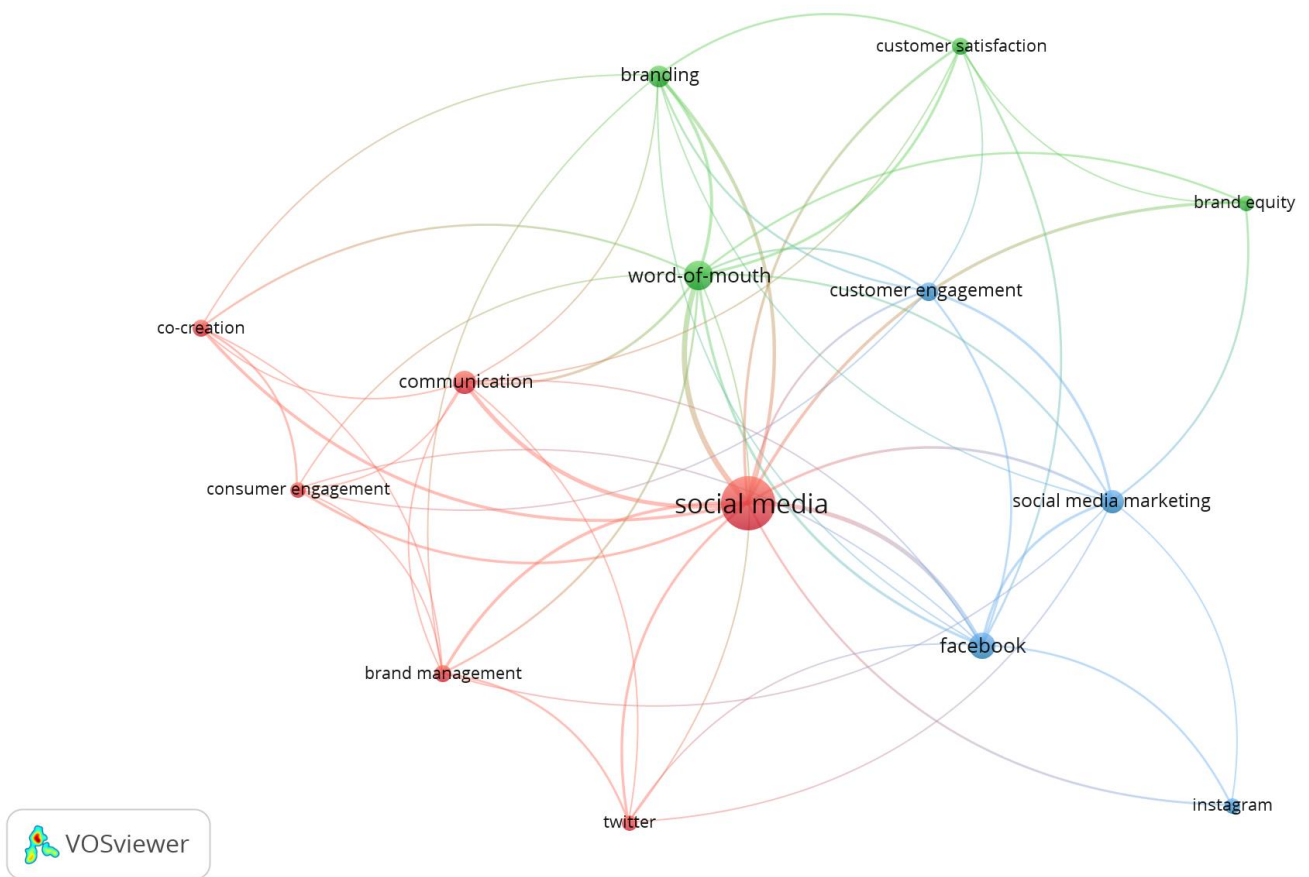 customer satisfaction
branding
brand equity
word-of-mouth
customer engagement
co-creation
communication
consumer engagement
social media
social media marketing
facebook
brand management
instagram
twitter
VOSviewer